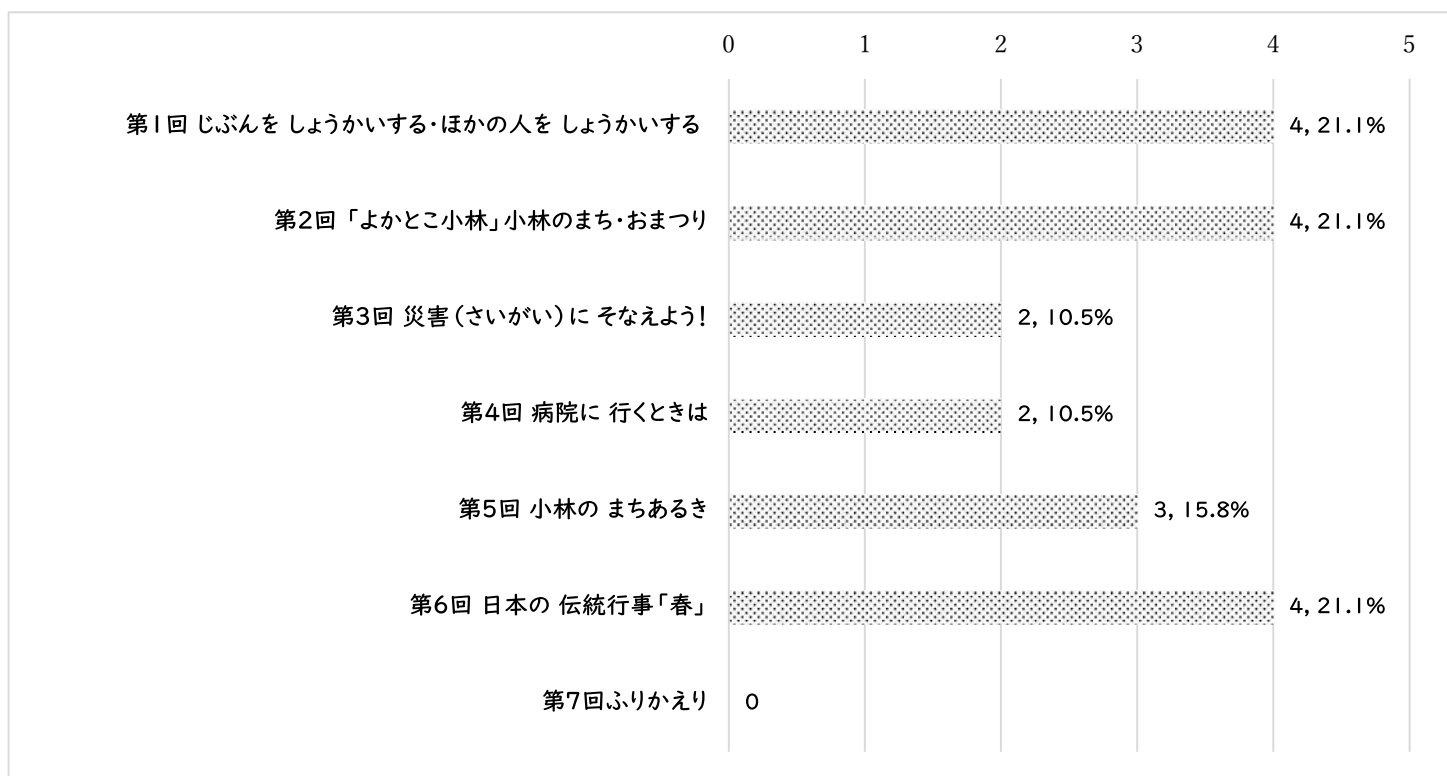 0 1 2 3 4 5
第1回 じぶんを しょうかいする・ほかの人を しょうかいする 4, 21.1%
第2回 「よかとこ小林」小林のまち・おまつり 4, 21.1%
第3回 災害(さいがい)に そなえよう! 2, 10.5%
第4回 病院に 行くときは 2, 10.5%
第5回 小林の まちあるき 3, 15.8%
第6回 日本の 伝統行事「春」 4, 21.1%
第7回ふりかえり 0